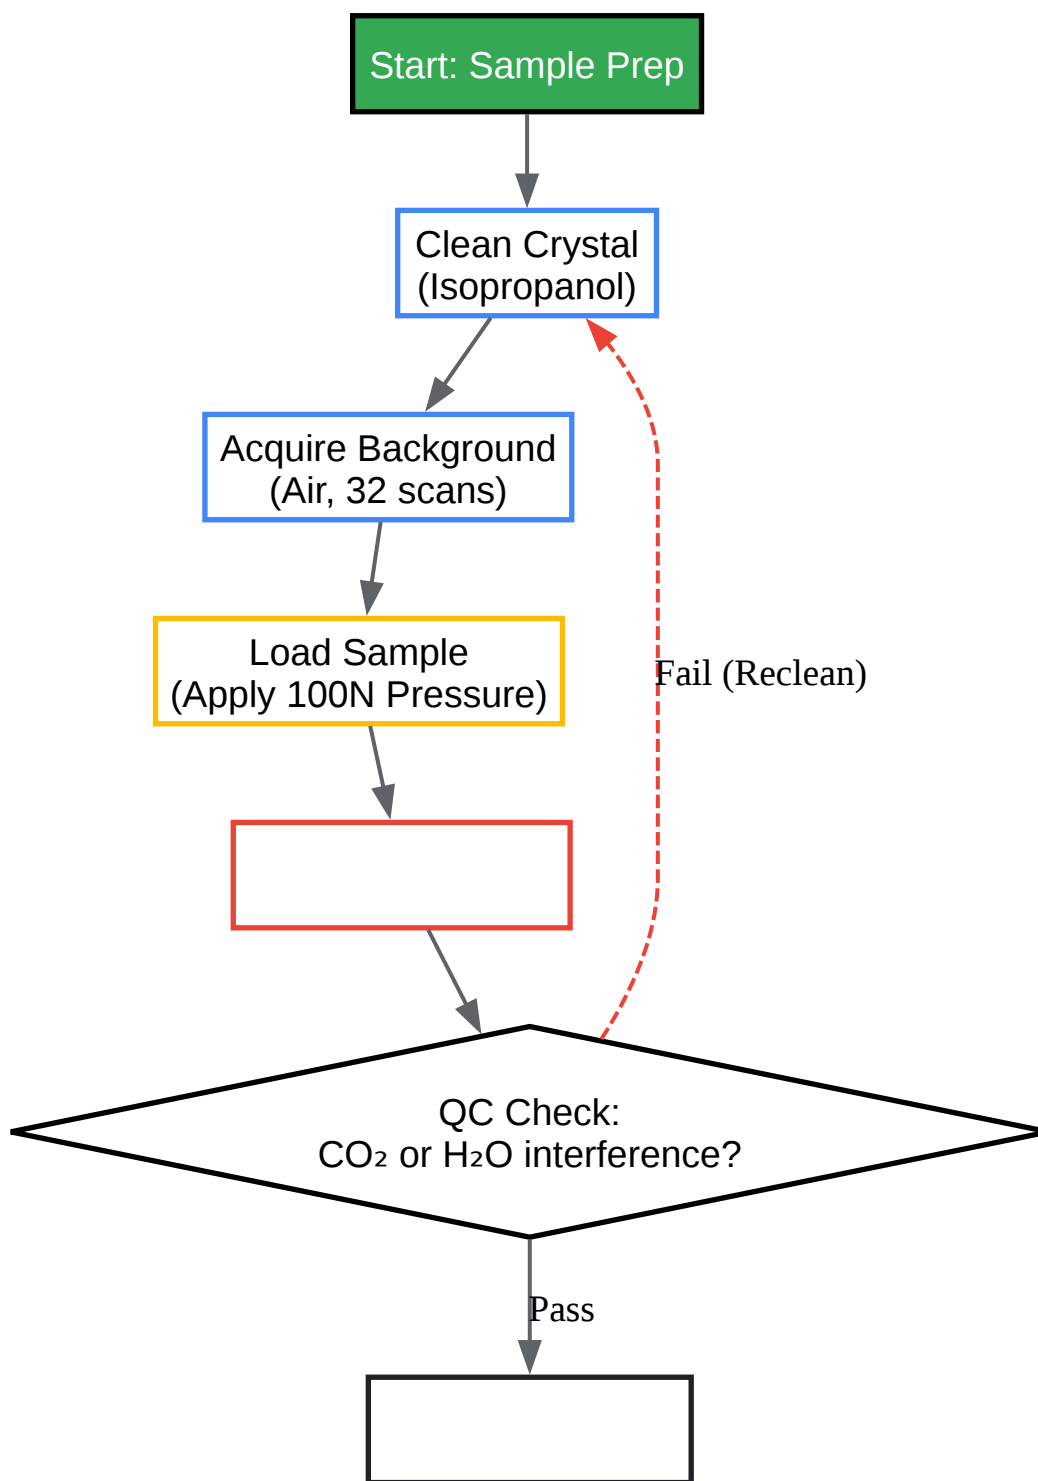 Start: Sample Prep
Clean Crystal
(Isopropanol)
Acquire Background
(Air, 32 scans)
Load Sample
(Apply 100N Pressure)
Fail (Reclean)
QC Check:
CO₂ or H₂O interference?
Pass